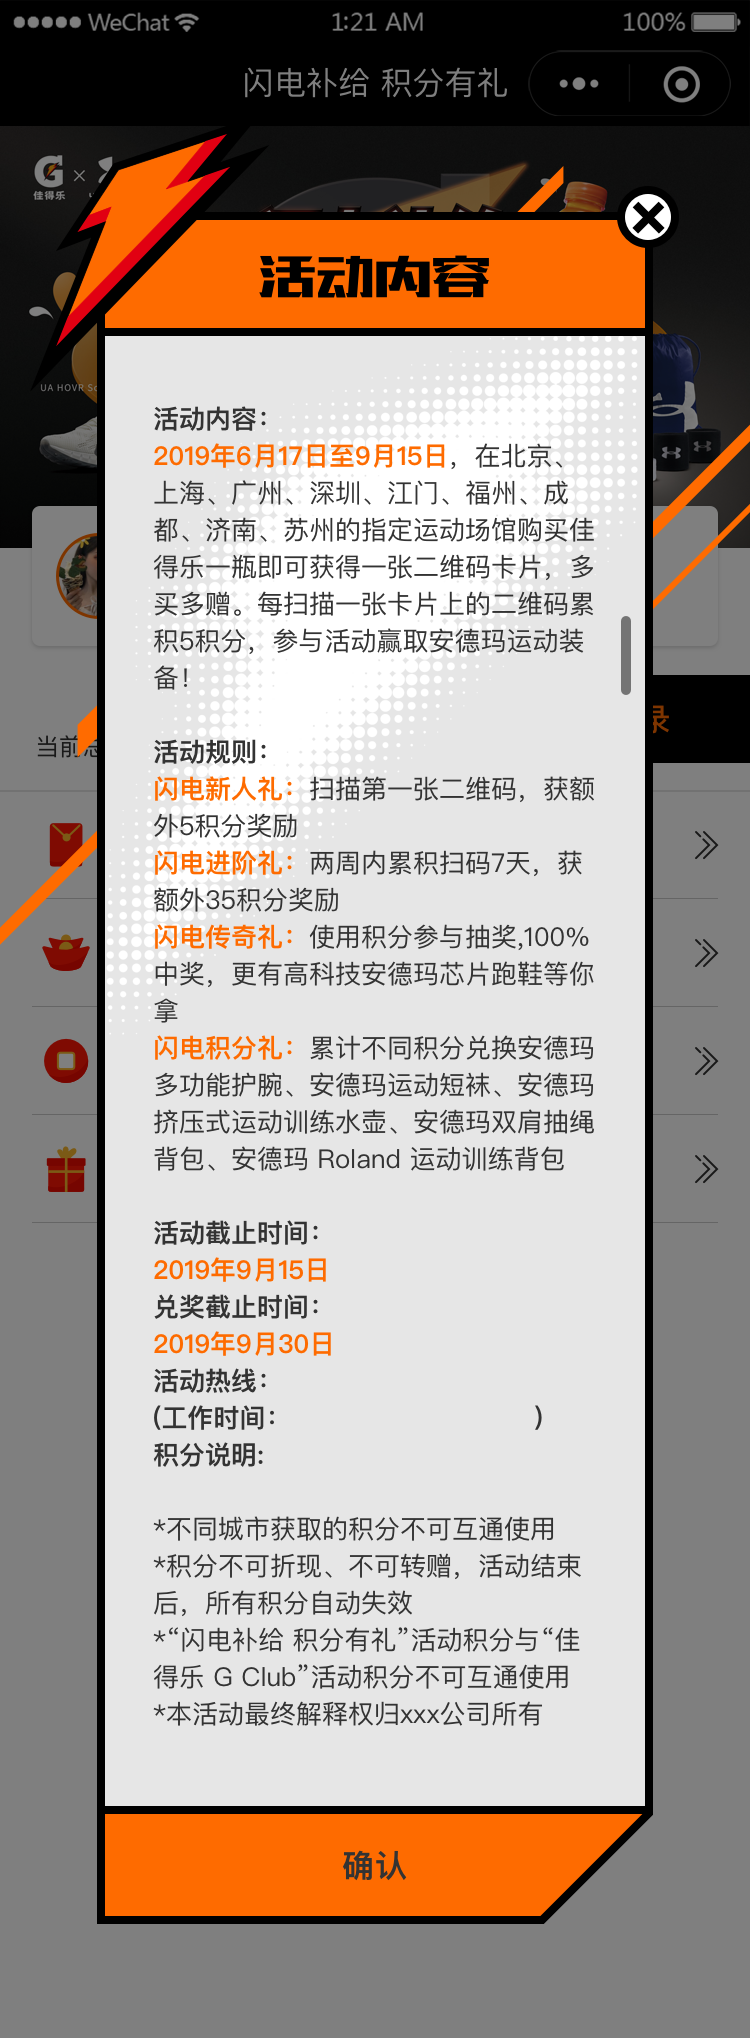 WeChat 1:21 AM 100%
闪电补给 积分有礼
G ×
佳得乐
活动内容
UA HOVR
活动内容：
2019年6月17日至9月15日，在北京、
上海、广州、深圳、江门、福州、成
都、济南、苏州的指定运动场馆购买佳
得乐一瓶即可获得一张二维码卡片，多
买多赠。每扫描一张卡片上的二维码累
积5积分，参与活动赢取安德玛运动装
备！
录
当前
活动规则：
闪电新人礼：扫描第一张二维码，获额
外5积分奖励
闪电进阶礼：两周内累积扫码7天，获
额外35积分奖励
闪电传奇礼：使用积分参与抽奖,100%
中奖，更有高科技安德玛芯片跑鞋等你
拿
闪电积分礼：累计不同积分兑换安德玛
多功能护腕、安德玛运动短袜、安德玛
挤压式运动训练水壶、安德玛双肩抽绳
背包、安德玛 Roland 运动训练背包
活动截止时间：
2019年9月15日
兑奖截止时间：
2019年9月30日
活动热线：
(工作时间： )
积分说明:
*不同城市获取的积分不可互通使用
*积分不可折现、不可转赠，活动结束
后，所有积分自动失效
*“闪电补给 积分有礼”活动积分与“佳
得乐 G Club”活动积分不可互通使用
*本活动最终解释权归xxx公司所有
确认